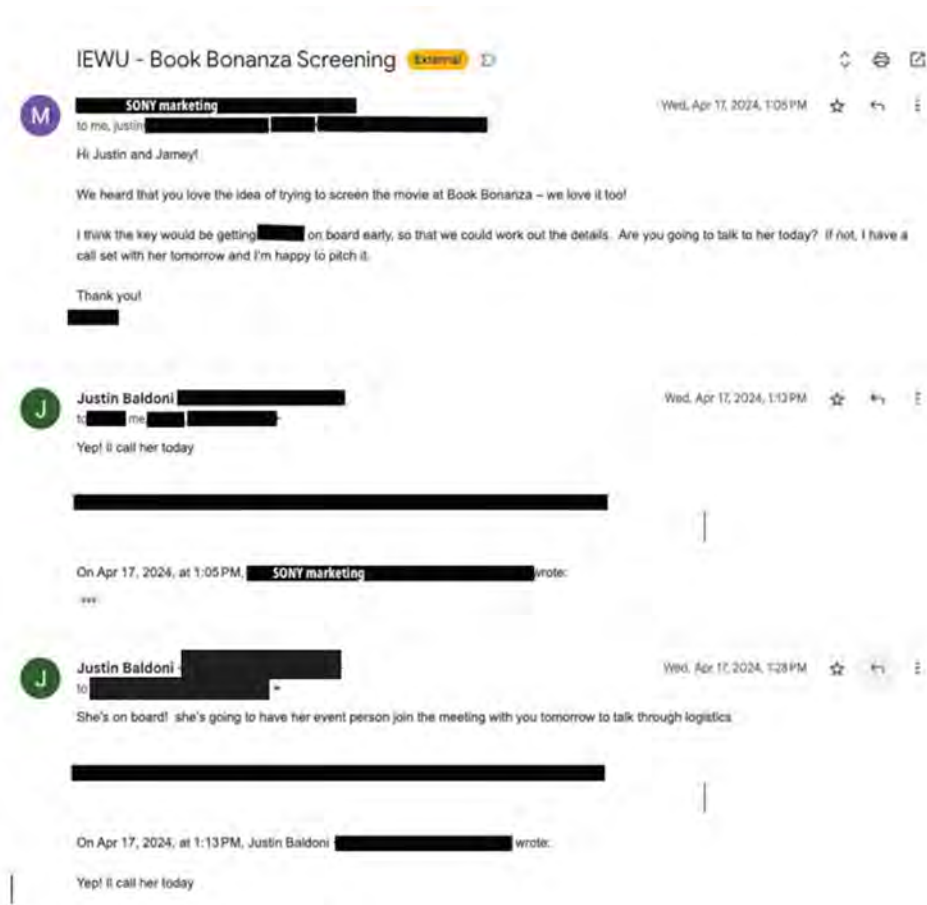 IEWU - Book Bonanza Screening External
M
SONY marketing
Wed, Apr 17, 2024, 1:05 PM
to me, justin
Hi Justin and Jamey!
We heard that you love the idea of trying to screen the movie at Book Bonanza – we love it too!
I think the key would be getting on board early, so that we could work out the details. Are you going to talk to her today? If not, I have a
call set with her tomorrow and I'm happy to pitch it.
Thank you!
J
Justin Baldoni
Wed, Apr 17, 2024, 1:13 PM
to me,
Yep! Il call her today
On Apr 17, 2024, at 1:05 PM, SONY marketing wrote:
J
Justin Baldoni
Wed, Apr 17, 2024, 1:28 PM
to
She's on board! she's going to have her event person join the meeting with you tomorrow to talk through logistics
On Apr 17, 2024, at 1:13 PM, Justin Baldoni wrote:
Yep! Il call her today